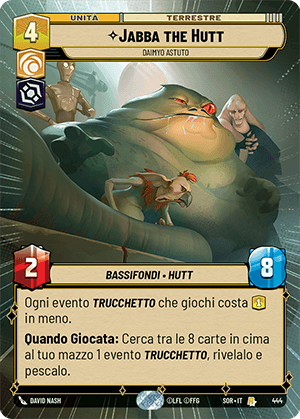 UNITÀ TERRESTRE
4
JABBA THE HUTT
DAIMYO ASTUTO
2
BASSIFONDI • HUTT
8
Ogni evento TRUCCHETTO che giochi costa 1
in meno.
Quando Giocata: Cerca tra le 8 carte in cima
al tuo mazzo 1 evento TRUCCHETTO, rivelalo e
pescalo.
DAVID NASH ©LFL ©FFG SOR•IT R 444